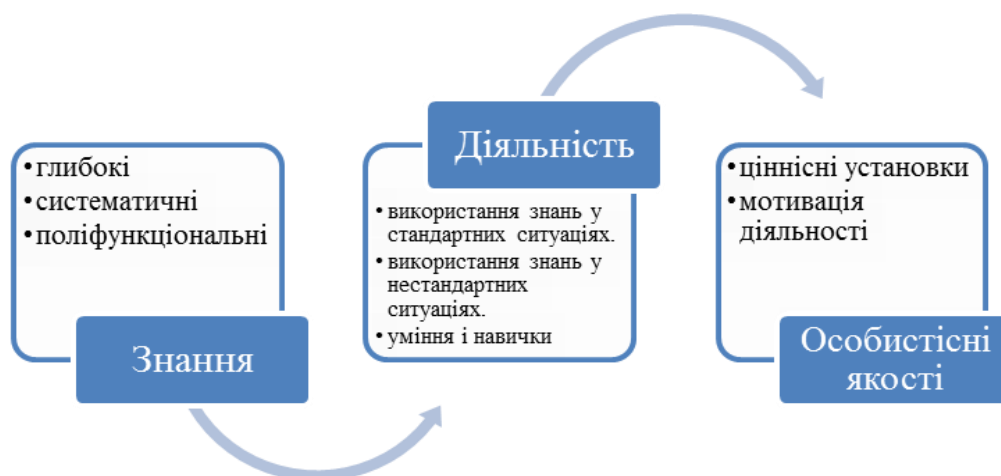 • глибокі
• систематичні
• поліфункціональні
Знання
Діяльність
• використання знань у
стандартних ситуаціях.
• використання знань у
нестандартних
ситуаціях.
• уміння і навички
• ціннісні установки
• мотивація
діяльності
Особистісні
якості